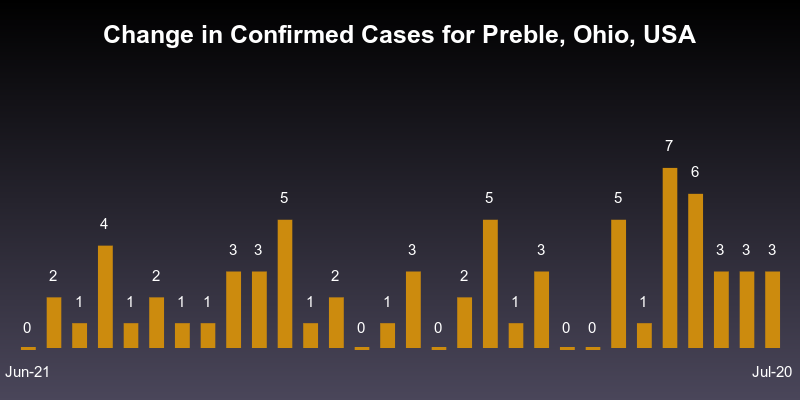 Change in Confirmed Cases for Preble, Ohio, USA
0 2 1 4 1 2 1 1 3 3 5 1 2 0 1 3 0 2 5 1 3 0 0 5 1 7 6 3 3 3
Jun-21 Jul-20